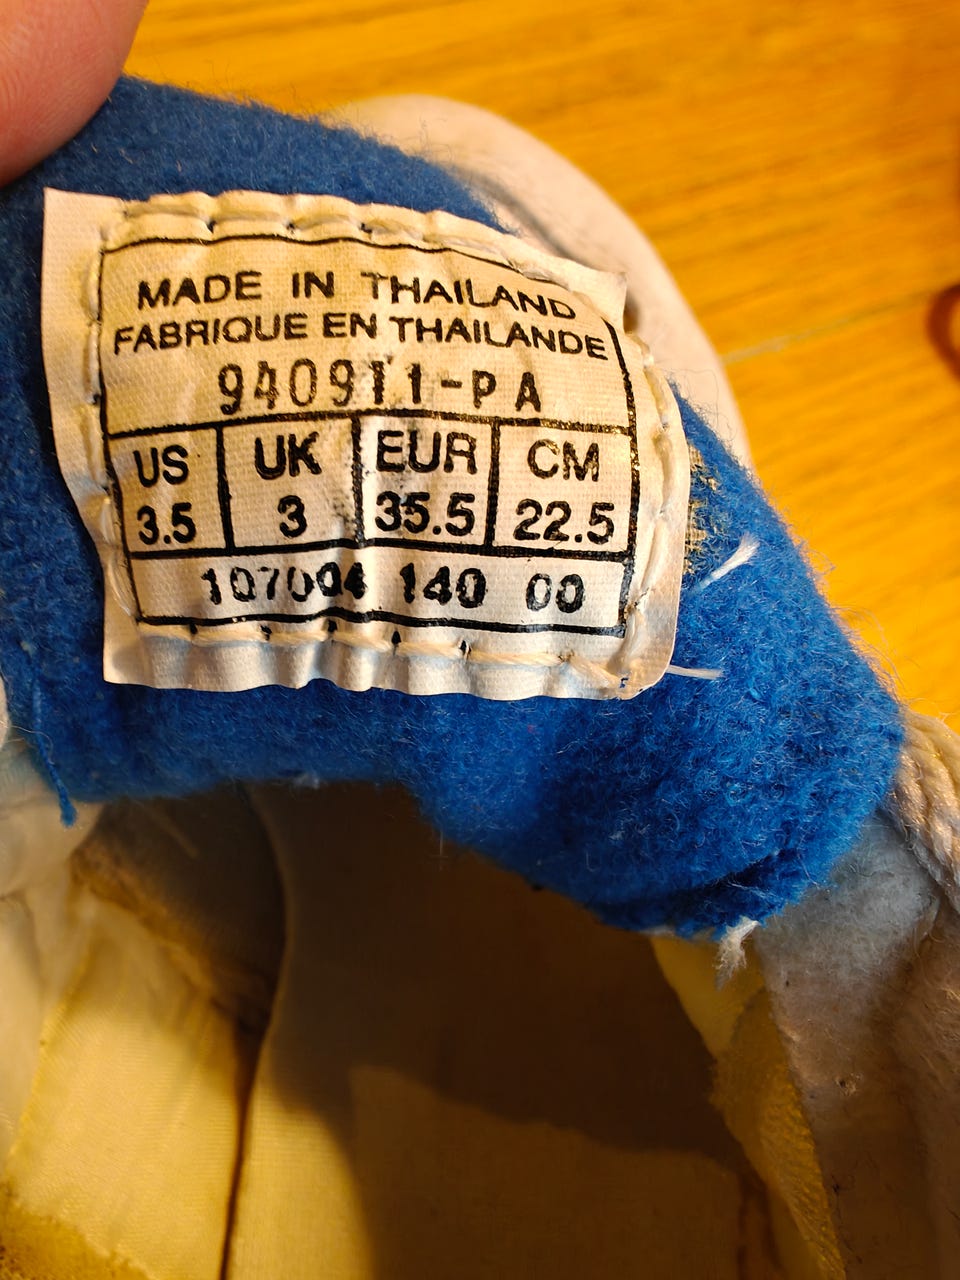 MADE IN THAILAND
FABRIQUE EN THAILANDE
940911-PA
US UK EUR CM
3.5 3 35.5 22.5
107004 140 00